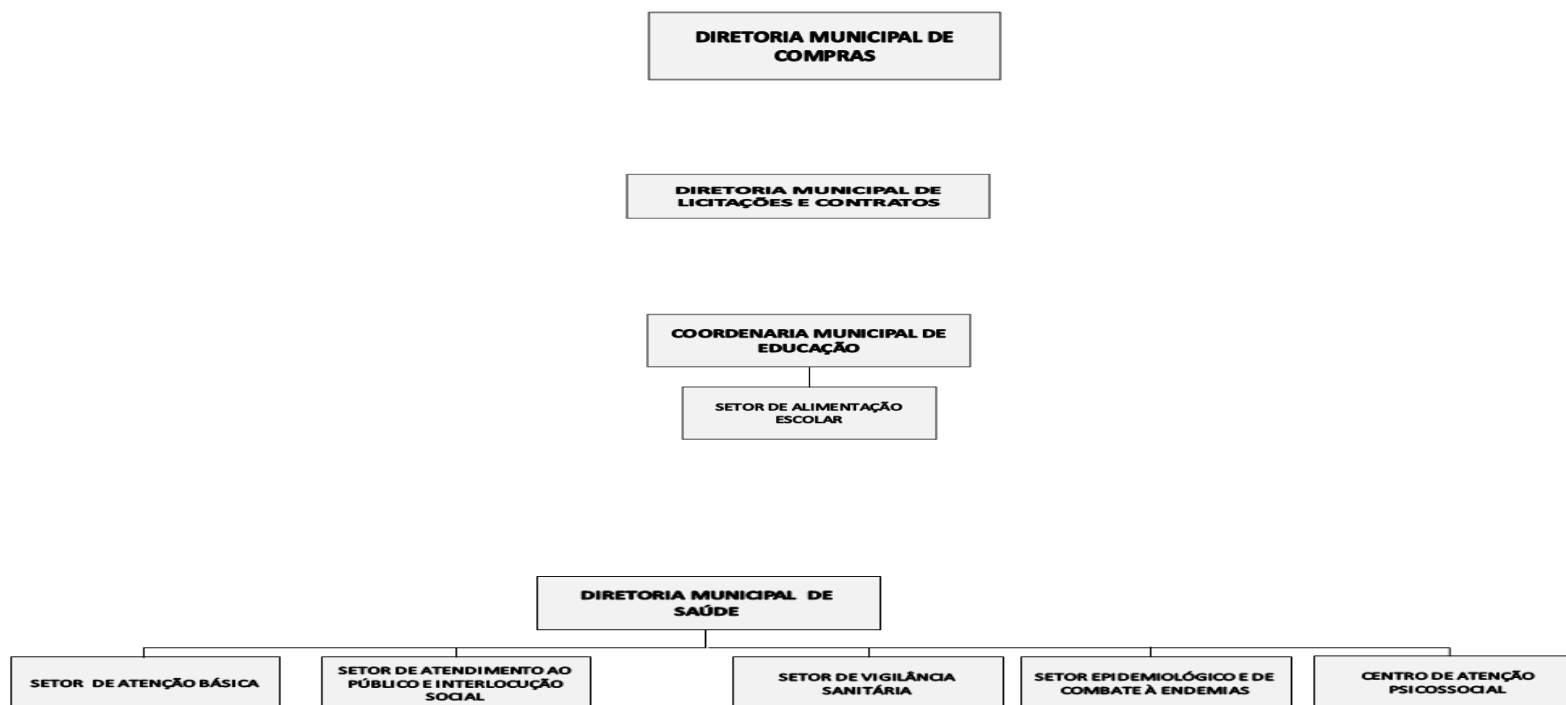 DIRETORIA MUNICIPAL DE
COMPRAS
DIRETORIA MUNICIPAL DE
LICITAÇÕES E CONTRATOS
COORDENARIA MUNICIPAL DE
EDUCAÇÃO
SETOR DE ALIMENTAÇÃO
ESCOLAR
DIRETORIA MUNICIPAL DE
SAÚDE
SETOR DE ATENÇÃO BÁSICA
SETOR DE ATENDIMENTO AO
PÚBLICO E INTERLOCUÇÃO
SOCIAL
SETOR DE VIGILÂNCIA
SANITÁRIA
SETOR EPIDEMIOLÓGICO E DE
COMBATE À ENDEMIAS
CENTRO DE ATENÇÃO
PSICOSSOCIAL